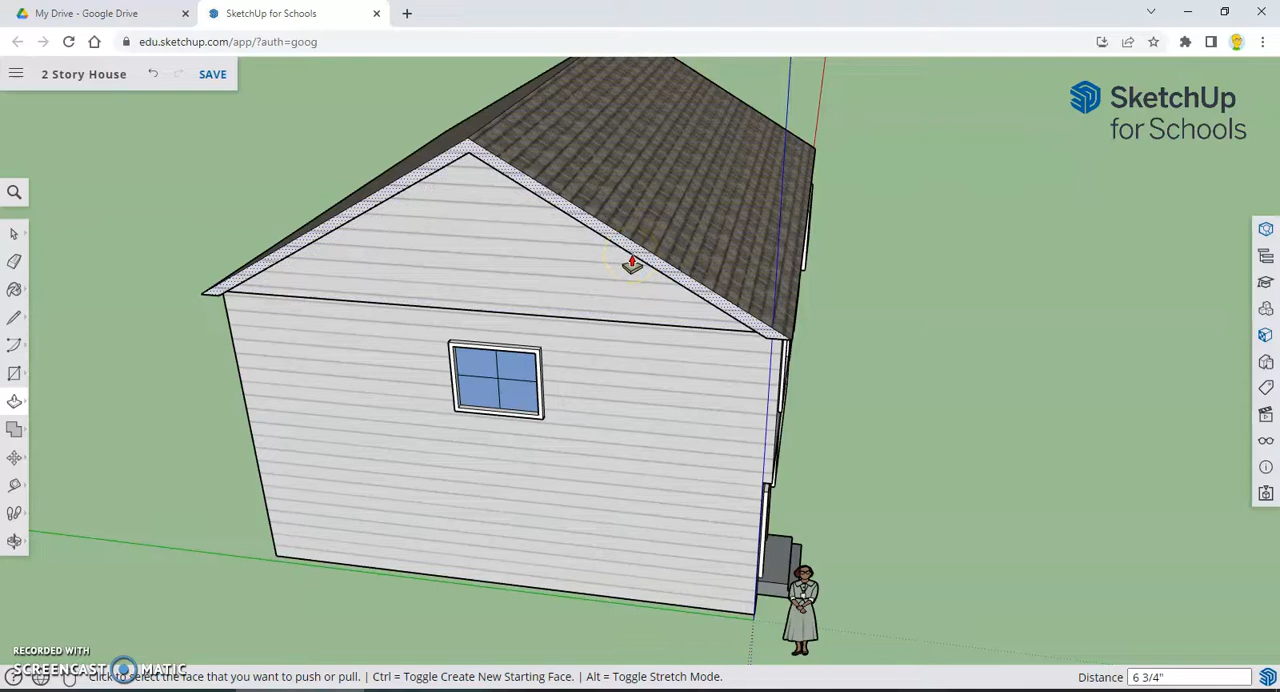 My Drive - Google Drive
SketchUp for Schools
edu.sketchup.com/app/?auth=goog
2 Story House
SAVE
SketchUp
for Schools
RECORDED WITH
SCREENCAST MATIC
Click to select the face that you want to push or pull. | Ctrl = Toggle Create New Starting Face. | Alt = Toggle Stretch Mode.
Distance 6 3/4"